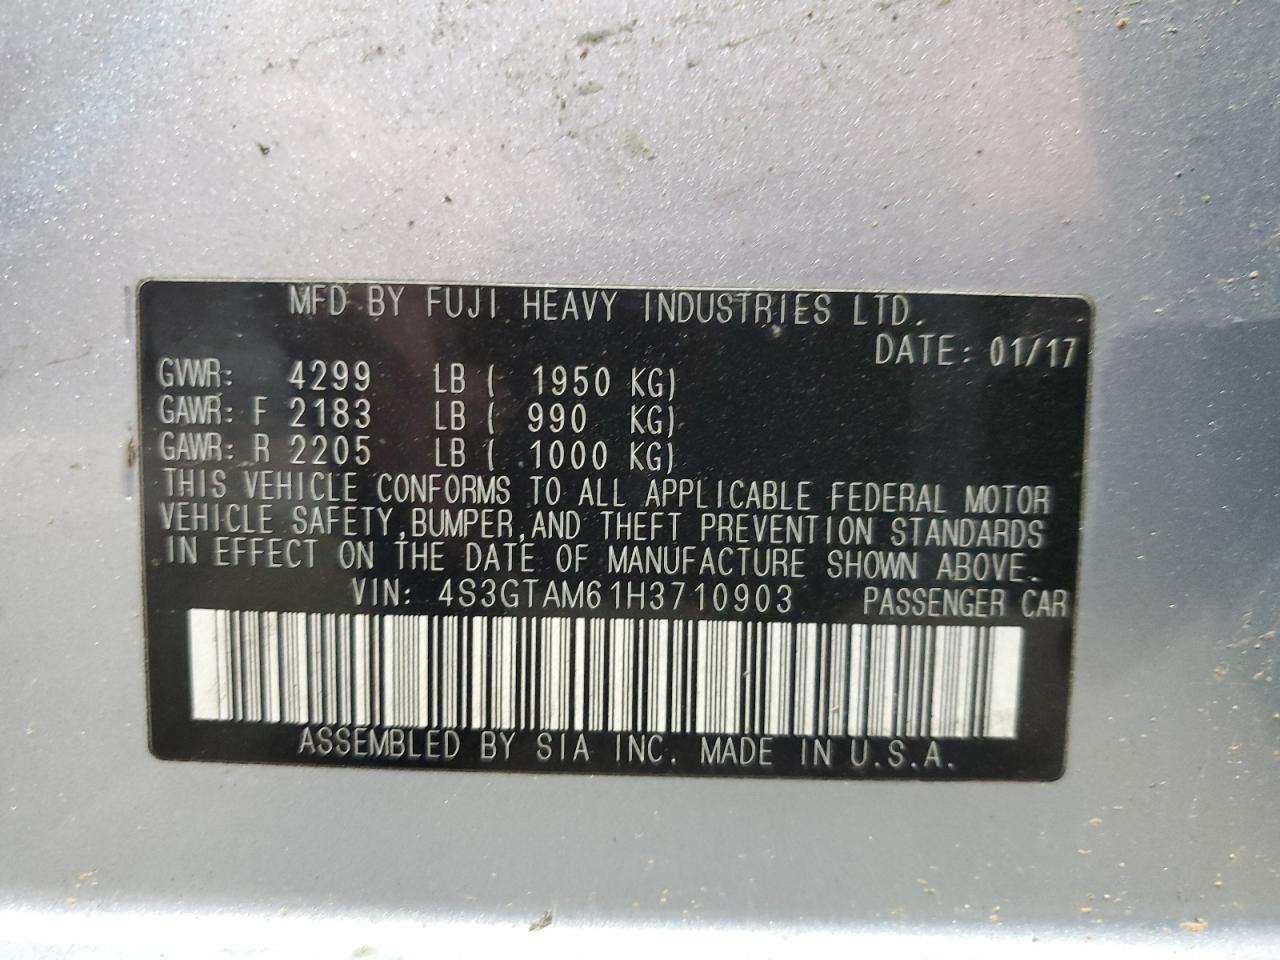 MFD BY FUJI HEAVY INDUSTRIES LTD.
DATE: 01/17
GVWR: 4299 LB ( 1950 KG)
GAWR: F 2183 LB ( 990 KG)
GAWR: R 2205 LB ( 1000 KG)
THIS VEHICLE CONFORMS TO ALL APPLICABLE FEDERAL MOTOR
VEHICLE SAFETY, BUMPER, AND THEFT PREVENTION STANDARDS
IN EFFECT ON THE DATE OF MANUFACTURE SHOWN ABOVE.
VIN: 4S3GTAM61H3710903 PASSENGER CAR
ASSEMBLED BY SIA INC. MADE IN U.S.A.